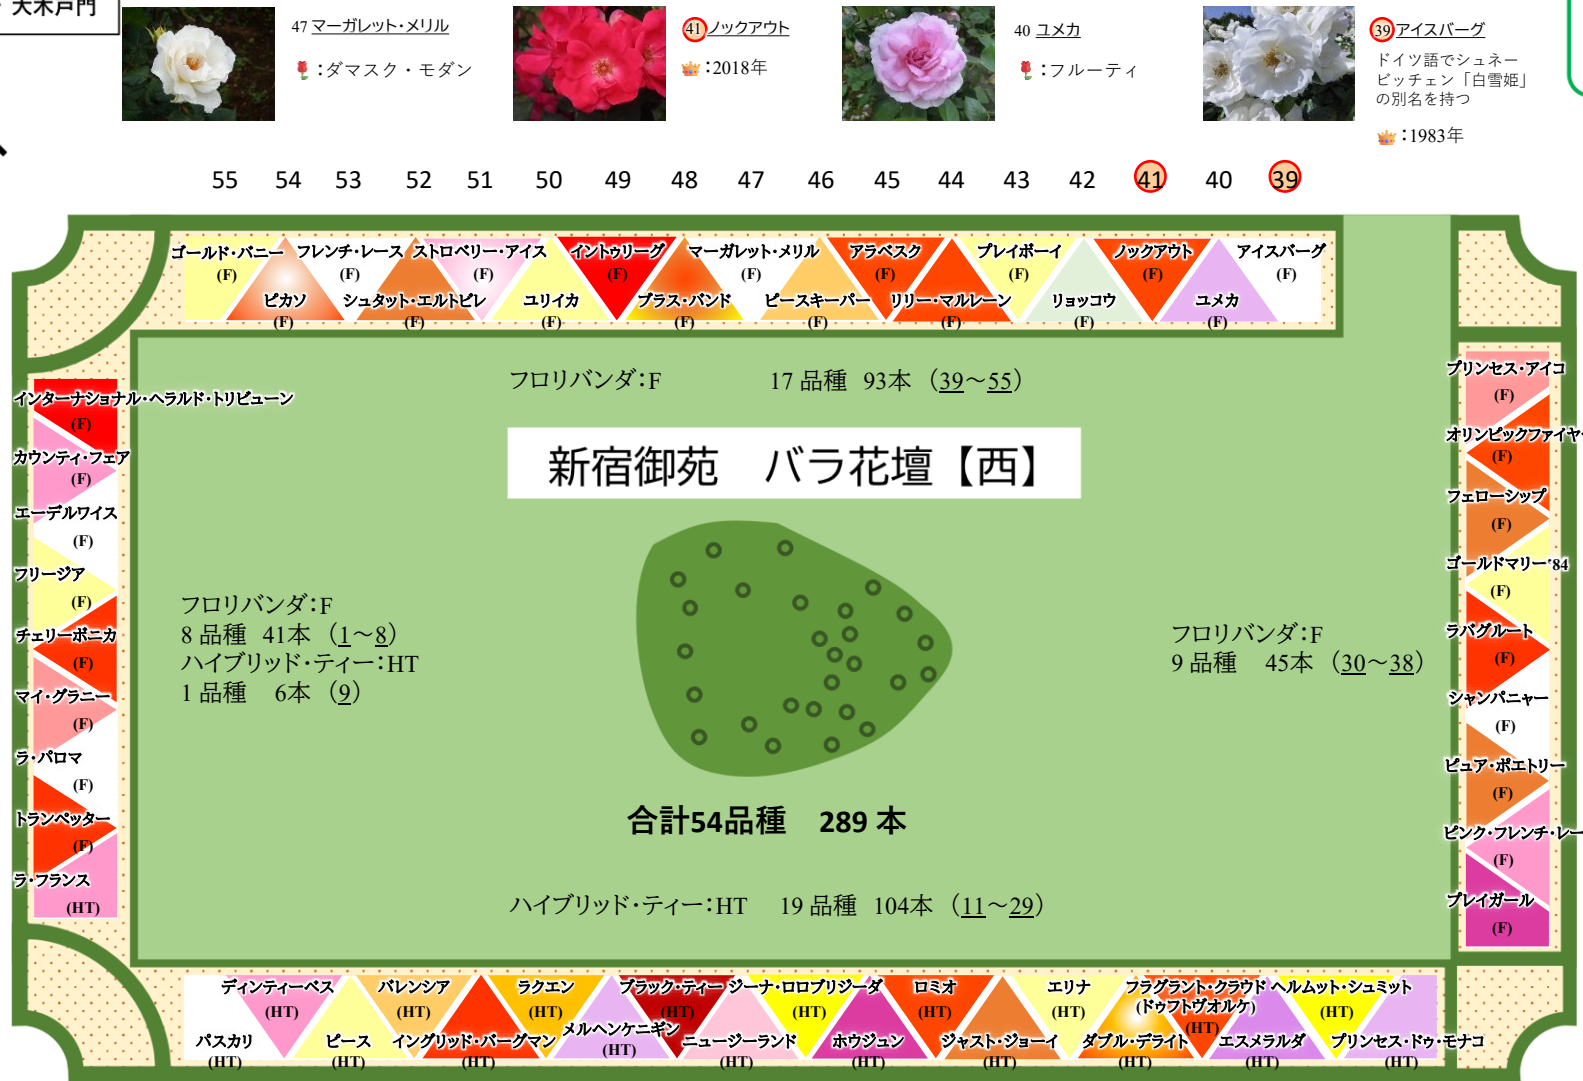 大木戸門
47 マーガレット・メリル
：ダマスク・モダン
41 ノックアウト
：2018年
40 ユメカ
：フルーティ
39 アイスバーグ
ドイツ語でシュネー
ビッチェン「白雪姫」
の別名を持つ
：1983年
55 54 53 52 51 50 49 48 47 46 45 44 43 42 41 40 39
ゴールド・バニー
(F)
ピカソ
(F)
フレンチ・レース
(F)
シュタット・エルトビレ
(F)
ストロベリー・アイス
(F)
ユリイカ
(F)
イントゥリーグ
(F)
ブラス・バンド
(F)
マーガレット・メリル
(F)
ピースキーパー
(F)
アラベスク
(F)
リリー・マルレーン
(F)
プレイボーイ
(F)
リョッコウ
(F)
ノックアウト
(F)
ユメカ
(F)
アイスバーグ
(F)
フロリバンダ：F 17 品種 93本 （39～55）
新宿御苑 バラ花壇【西】
インターナショナル・ヘラルド・トリビューン
(F)
カウンティ・フェア
(F)
エーデルワイス
(F)
フリージア
(F)
チェリーボニカ
(F)
マイ・グラニー
(F)
ラ・パロマ
(F)
トランペッター
(F)
ラ・フランス
(HT)
フロリバンダ：F
8 品種 41本 （1～8）
ハイブリッド・ティー：HT
1 品種 6本 （9）
フロリバンダ：F
9 品種 45本 （30～38）
プリンセス・アイコ
(F)
オリンピックファイヤ
(F)
フェローシップ
(F)
ゴールドマリー'84
(F)
ラバグルート
(F)
シャンパニャー
(F)
ピュア・ポエトリー
(F)
ピンク・フレンチ・レー
(F)
プレイガール
(F)
合計54品種 289 本
ハイブリッド・ティー：HT 19 品種 104本 （11～29）
パスカリ
(HT)
ディンティーベス
(HT)
ピース
(HT)
バレンシア
(HT)
イングリッド・バーグマン
(HT)
ラクエン
(HT)
メルヘンケニギン
(HT)
ブラック・ティー
(HT)
ニュージーランド
(HT)
ジーナ・ロロブリジーダ
(HT)
ホウジュン
(HT)
ロミオ
(HT)
ジャスト・ジョーイ
(HT)
エリナ
(HT)
ダブル・デライト
(HT)
フラグラント・クラウド
(ドゥフトヴォルケ)
(HT)
エスメラルダ
(HT)
ヘルムット・シュミット
(HT)
プリンセス・ドゥ・モナコ
(HT)